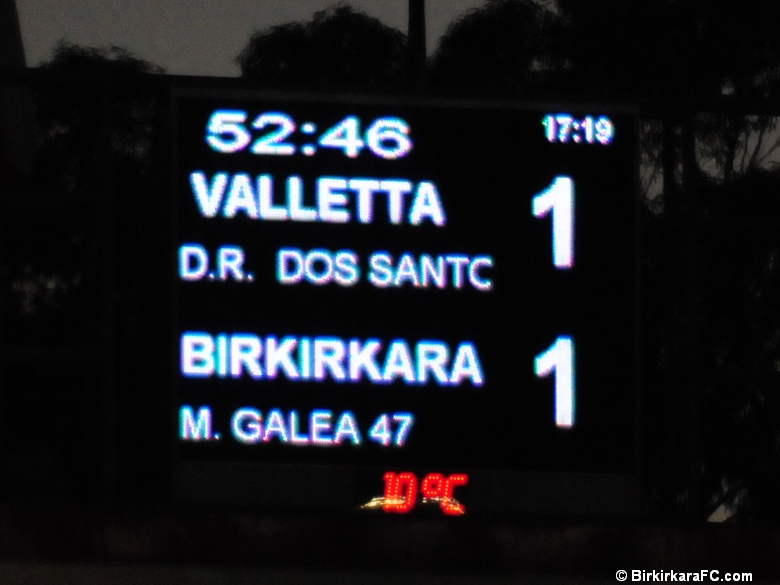 52:46 17:19
VALLETTA 1
D.R. DOS SANTC
BIRKIRKARA 1
M. GALEA 47
10°C
© BirkirkaraFC.com